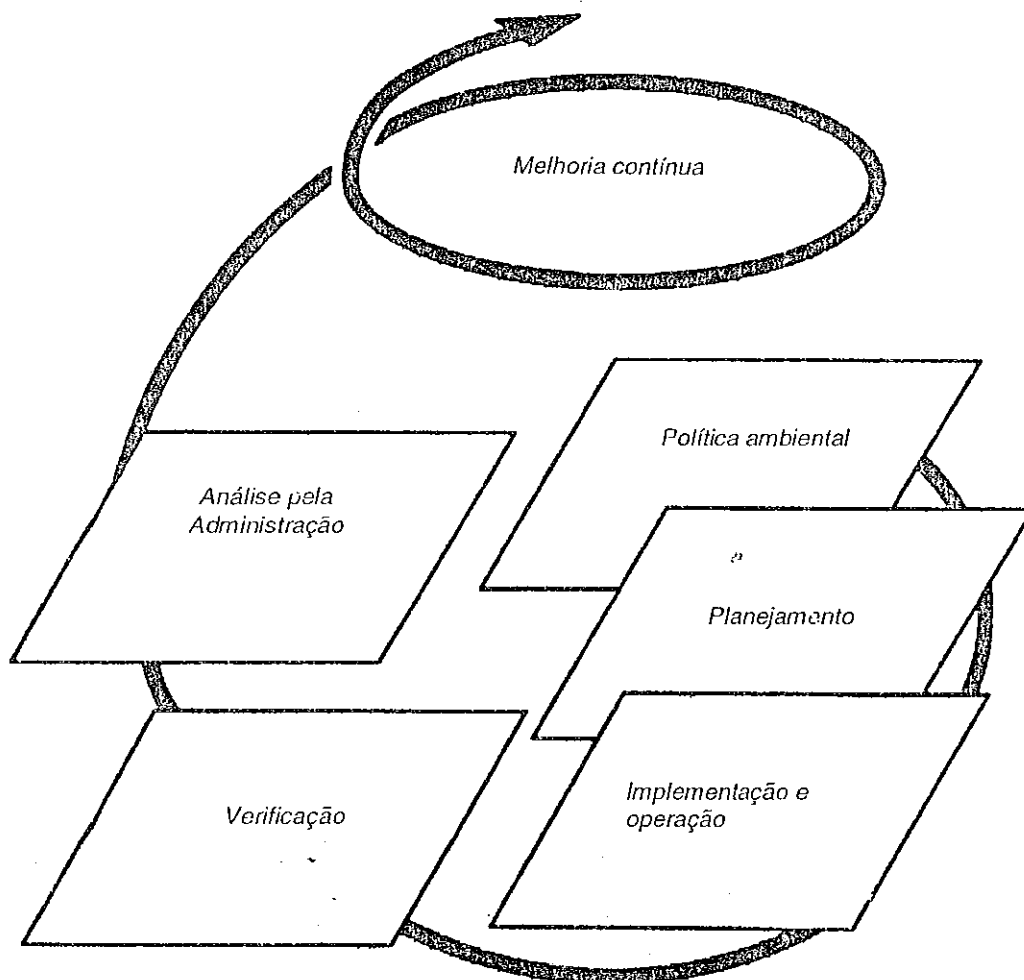 Melhoria contínua
Política ambiental
Análise pela
Administração
Planejamento
Implementação e
operação
Verificação